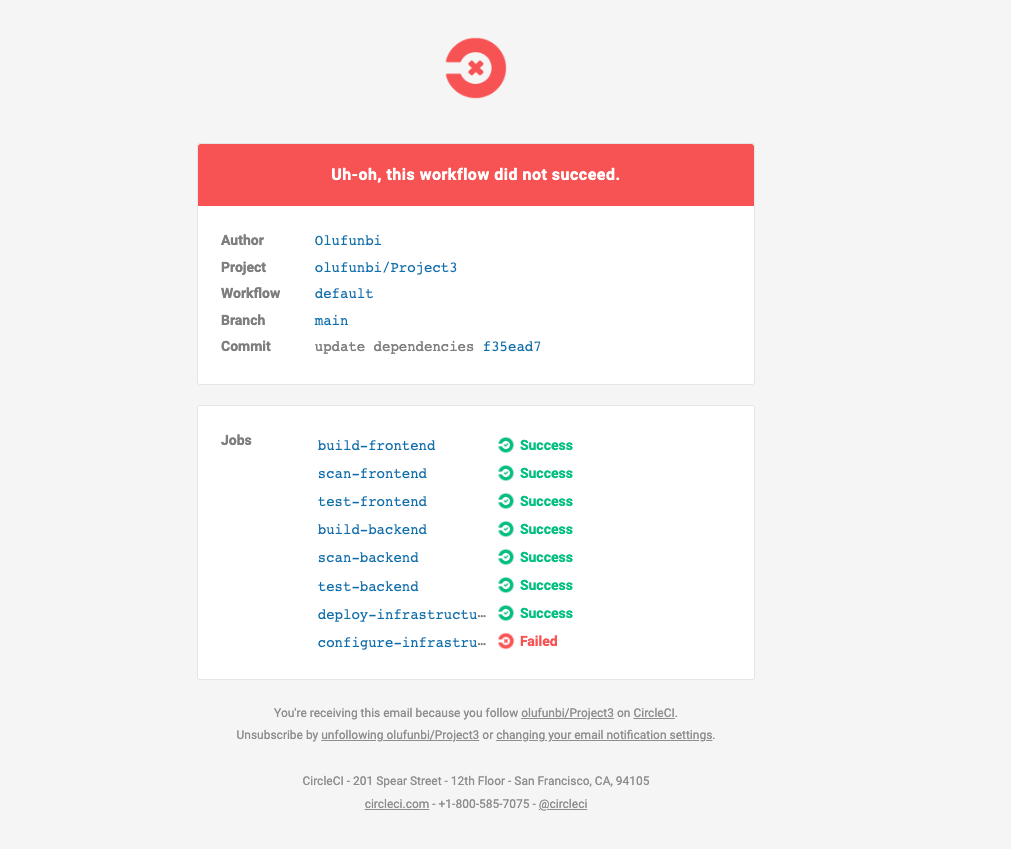 Uh-oh, this workflow did not succeed.
Author Olufunbi
Project olufunbi/Project3
Workflow default
Branch main
Commit update dependencies f35ead7
Jobs build-frontend Success
scan-frontend Success
test-frontend Success
build-backend Success
scan-backend Success
test-backend Success
deploy-infrastructu… Success
configure-infrastru… Failed
You're receiving this email because you follow olufunbi/Project3 on CircleCI.
Unsubscribe by unfollowing olufunbi/Project3 or changing your email notification settings.
CircleCI - 201 Spear Street - 12th Floor - San Francisco, CA, 94105
circleci.com - +1-800-585-7075 - @circleci